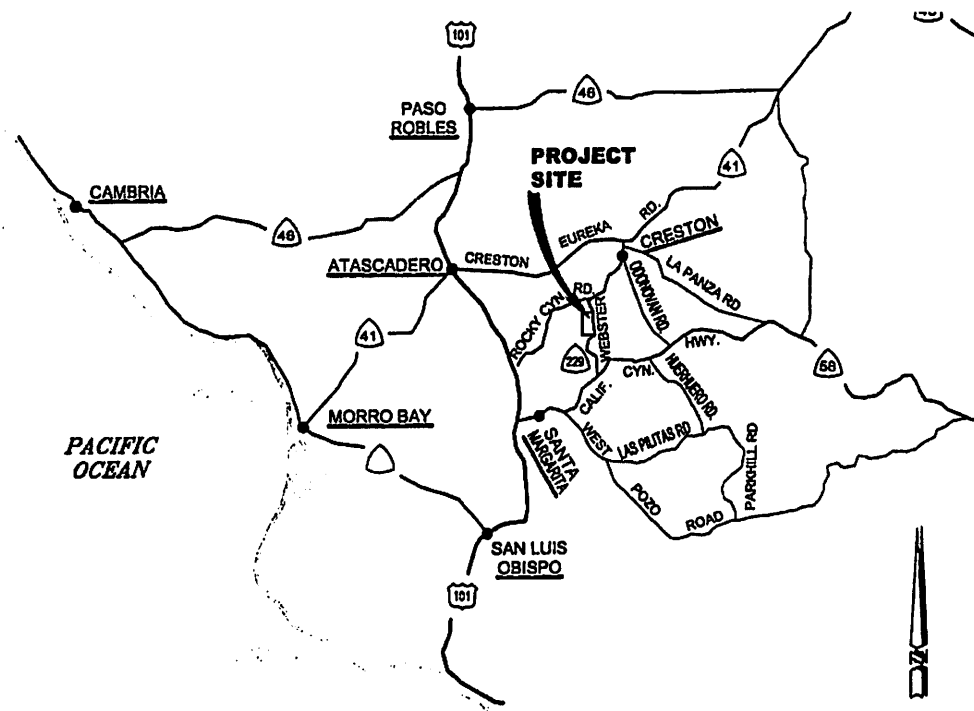 101
46
PASO
ROBLES
PROJECT
SITE
41
CAMBRIA
46
EUREKA
RD.
CRESTON
ATASCADERO
CRESTON
LA PANZA RD
ODONOVAN RD.
ROCKY CYN. RD.
WEBSTER
41
229
HWY.
CYN.
CALIF.
HUERHUERO RD.
58
MORRO BAY
SANTA
MARGARITA
WEST
LAS PILITAS RD
PARKHILL RD
PACIFIC
OCEAN
POZO
ROAD
SAN LUIS
OBISPO
101
N